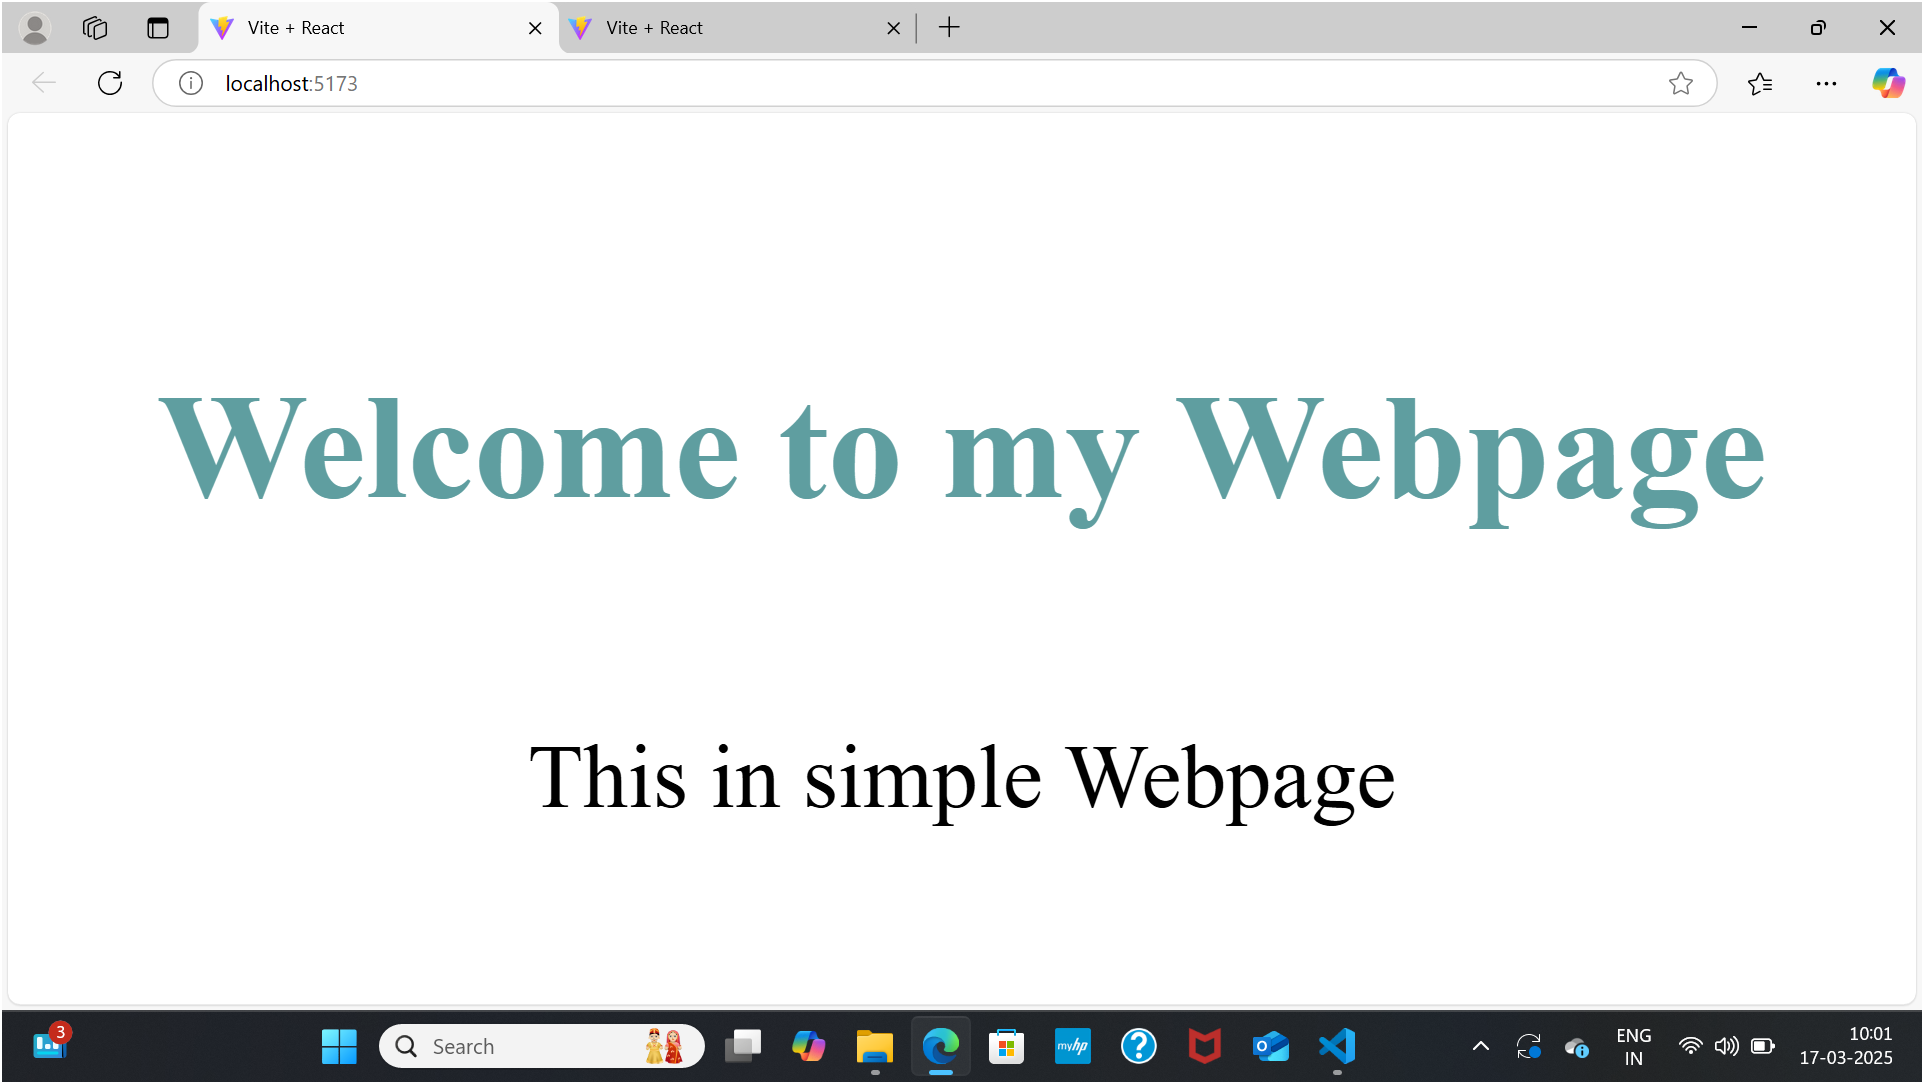 Vite + React
Vite + React
localhost:5173
Welcome to my Webpage
This in simple Webpage
3
Search
myhp
ENG
IN
10:01
17-03-2025